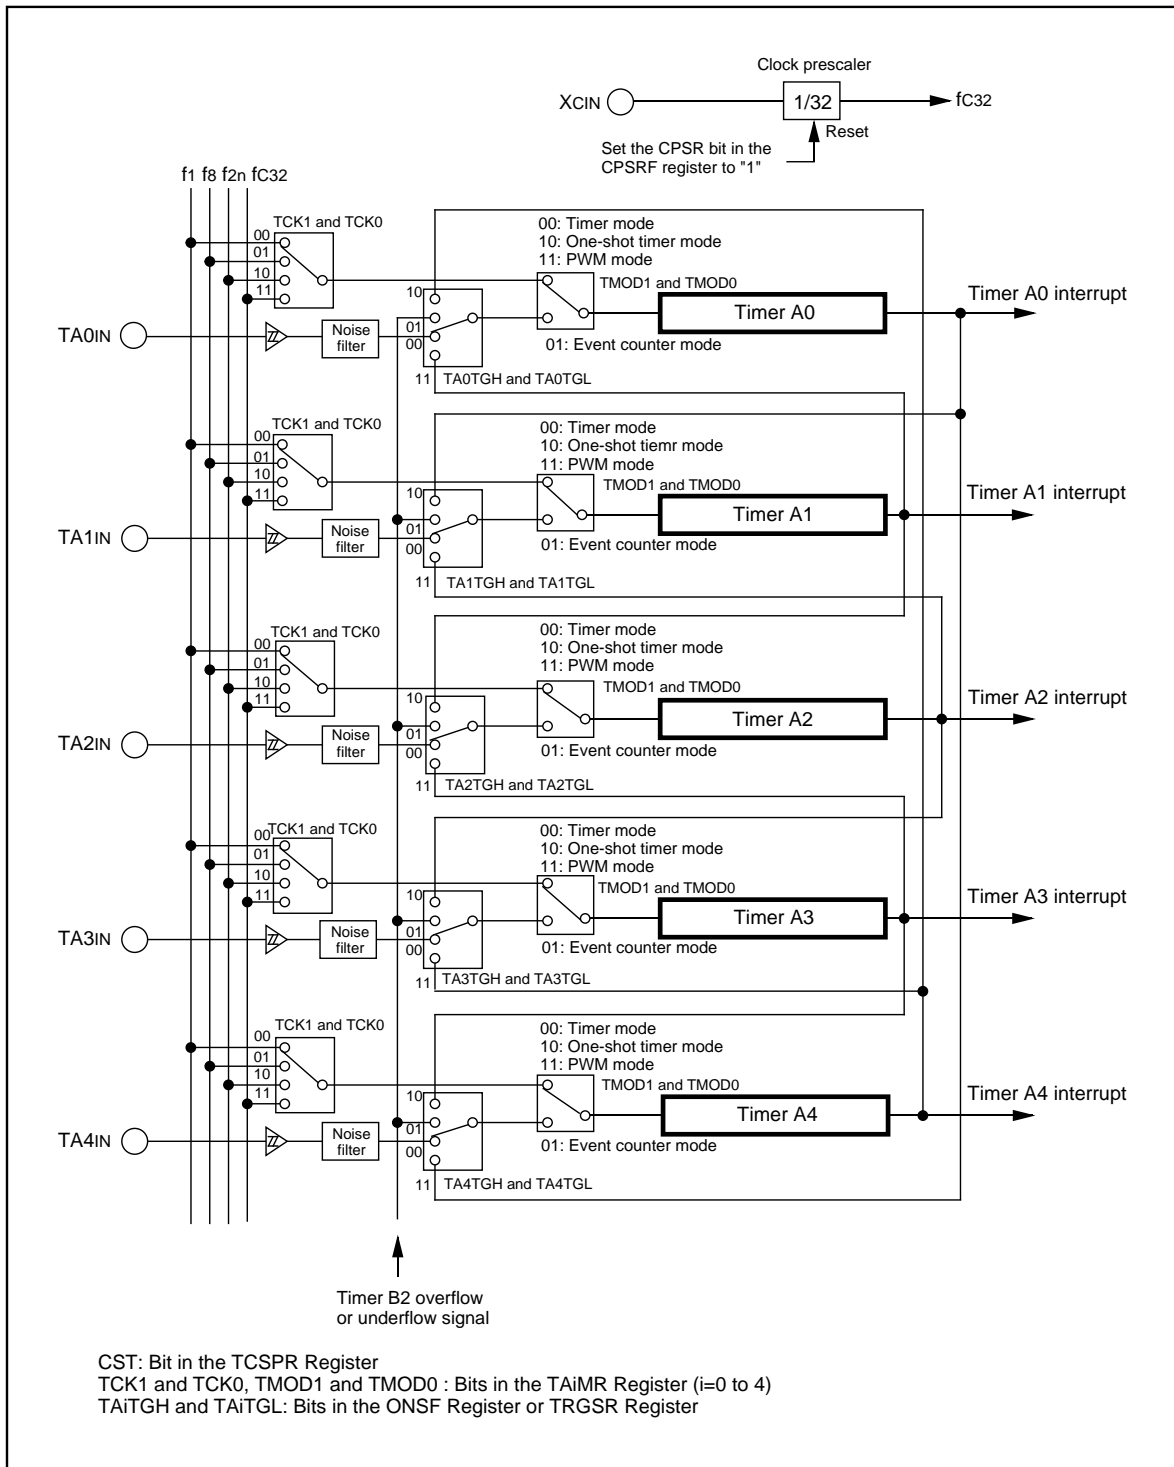 Clock prescaler
XCIN
1/32
fC32
Reset
Set the CPSR bit in the
CPSRF register to "1"
f1 f8 f2n fC32
TCK1 and TCK0
00
01
10
11
00: Timer mode
10: One-shot timer mode
11: PWM mode
TMOD1 and TMOD0
10
01
00
11
TA0IN
Noise
filter
Timer A0
Timer A0 interrupt
01: Event counter mode
TA0TGH and TA0TGL
TCK1 and TCK0
00
01
10
11
00: Timer mode
10: One-shot tiemr mode
11: PWM mode
TMOD1 and TMOD0
10
01
00
11
TA1IN
Noise
filter
Timer A1
Timer A1 interrupt
01: Event counter mode
TA1TGH and TA1TGL
TCK1 and TCK0
00
01
10
11
00: Timer mode
10: One-shot timer mode
11: PWM mode
TMOD1 and TMOD0
10
01
00
11
TA2IN
Noise
filter
Timer A2
Timer A2 interrupt
01: Event counter mode
TA2TGH and TA2TGL
TCK1 and TCK0
00
01
10
11
00: Timer mode
10: One-shot timer mode
11: PWM mode
TMOD1 and TMOD0
10
01
00
11
TA3IN
Noise
filter
Timer A3
Timer A3 interrupt
01: Event counter mode
TA3TGH and TA3TGL
TCK1 and TCK0
00
01
10
11
00: Timer mode
10: One-shot timer mode
11: PWM mode
TMOD1 and TMOD0
10
01
00
11
TA4IN
Noise
filter
Timer A4
Timer A4 interrupt
01: Event counter mode
TA4TGH and TA4TGL
Timer B2 overflow
or underflow signal
CST: Bit in the TCSPR Register
TCK1 and TCK0, TMOD1 and TMOD0 : Bits in the TAiMR Register (i=0 to 4)
TAiTGH and TAiTGL: Bits in the ONSF Register or TRGSR Register